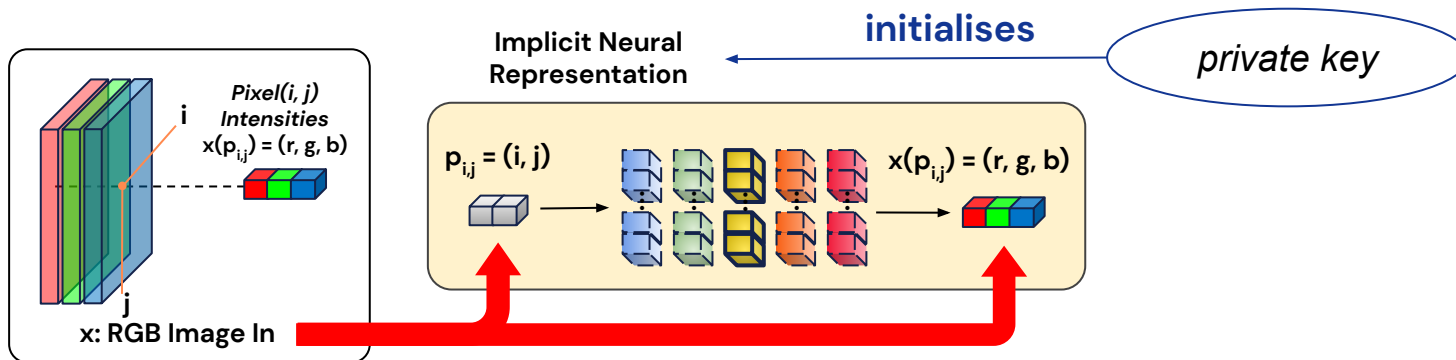 Pixel(i, j)
Intensities
x(p_{i,j}) = (r, g, b)
i
j
x: RGB Image In
Implicit Neural
Representation
initialises
private key
p_{i,j} = (i, j)
x(p_{i,j}) = (r, g, b)